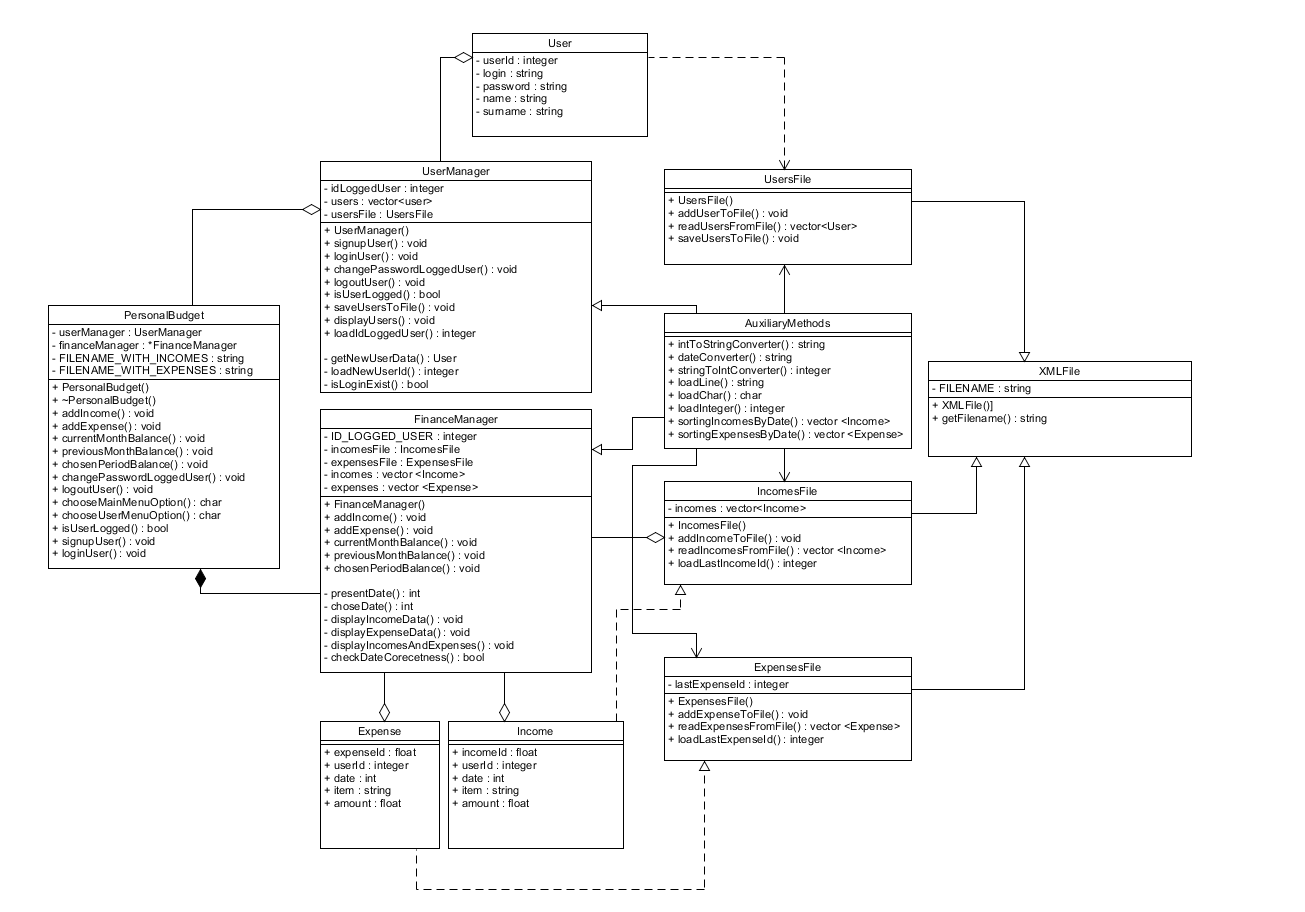 User
- userId : integer
- login : string
- password : string
- name : string
- surname : string
UserManager
- idLoggedUser : integer
- users : vector<user>
- usersFile : UsersFile
+ UserManager()
+ signupUser() : void
+ loginUser() : void
+ changePasswordLoggedUser() : void
+ logoutUser() : void
+ isUserLogged() : bool
+ saveUsersToFile() : void
+ displayUsers() : void
+ loadIdLoggedUser() : integer
- getNewUserData() : User
- loadNewUserId() : integer
- isLoginExist() : bool
UsersFile
+ UsersFile()
+ addUserToFile() : void
+ readUsersFromFile() : vector<User>
+ saveUsersToFile() : void
PersonalBudget
- userManager : UserManager
- financeManager : *FinanceManager
- FILENAME_WITH_INCOMES : string
- FILENAME_WITH_EXPENSES : string
+ PersonalBudget()
+ ~PersonalBudget()
+ addIncome() : void
+ addExpense() : void
+ currentMonthBalance() : void
+ previousMonthBalance() : void
+ chosenPeriodBalance() : void
+ changePasswordLoggedUser() : void
+ logoutUser() : void
+ chooseMainMenuOption() : char
+ chooseUserMenuOption() : char
+ isUserLogged() : bool
+ signupUser() : void
+ loginUser() : void
AuxiliaryMethods
+ intToStringConverter() : string
+ dateConverter() : string
+ stringToIntConverter() : integer
+ loadLine() : string
+ loadChar() : char
+ loadInteger() : integer
+ sortingIncomesByDate() : vector <Income>
+ sortingExpensesByDate() : vector <Expense>
XMLFile
- FILENAME : string
+ XMLFile()]
+ getFilename() : string
FinanceManager
- ID_LOGGED_USER : integer
- incomesFile : IncomesFile
- expensesFile : ExpensesFile
- incomes : vector <Income>
- expenses : vector <Expense>
+ FinanceManager()
+ addIncome() : void
+ addExpense() : void
+ currentMonthBalance() : void
+ previousMonthBalance() : void
+ chosenPeriodBalance() : void
- presentDate() : int
- choseDate() : int
- displayIncomeData() : void
- displayExpenseData() : void
- displayIncomesAndExpenses() : void
- checkDateCorecetness() : bool
IncomesFile
- incomes : vector<Income>
+ IncomesFile()
+ addIncomeToFile() : void
+ readIncomesFromFile() : vector <Income>
+ loadLastIncomeId() : integer
ExpensesFile
- lastExpenseId : integer
+ ExpensesFile()
+ addExpenseToFile() : void
+ readExpensesFromFile() : vector <Expense>
+ loadLastExpenseId() : integer
Expense
+ expenseId : float
+ userId : integer
+ date : int
+ item : string
+ amount : float
Income
+ incomeId : float
+ userId : integer
+ date : int
+ item : string
+ amount : float